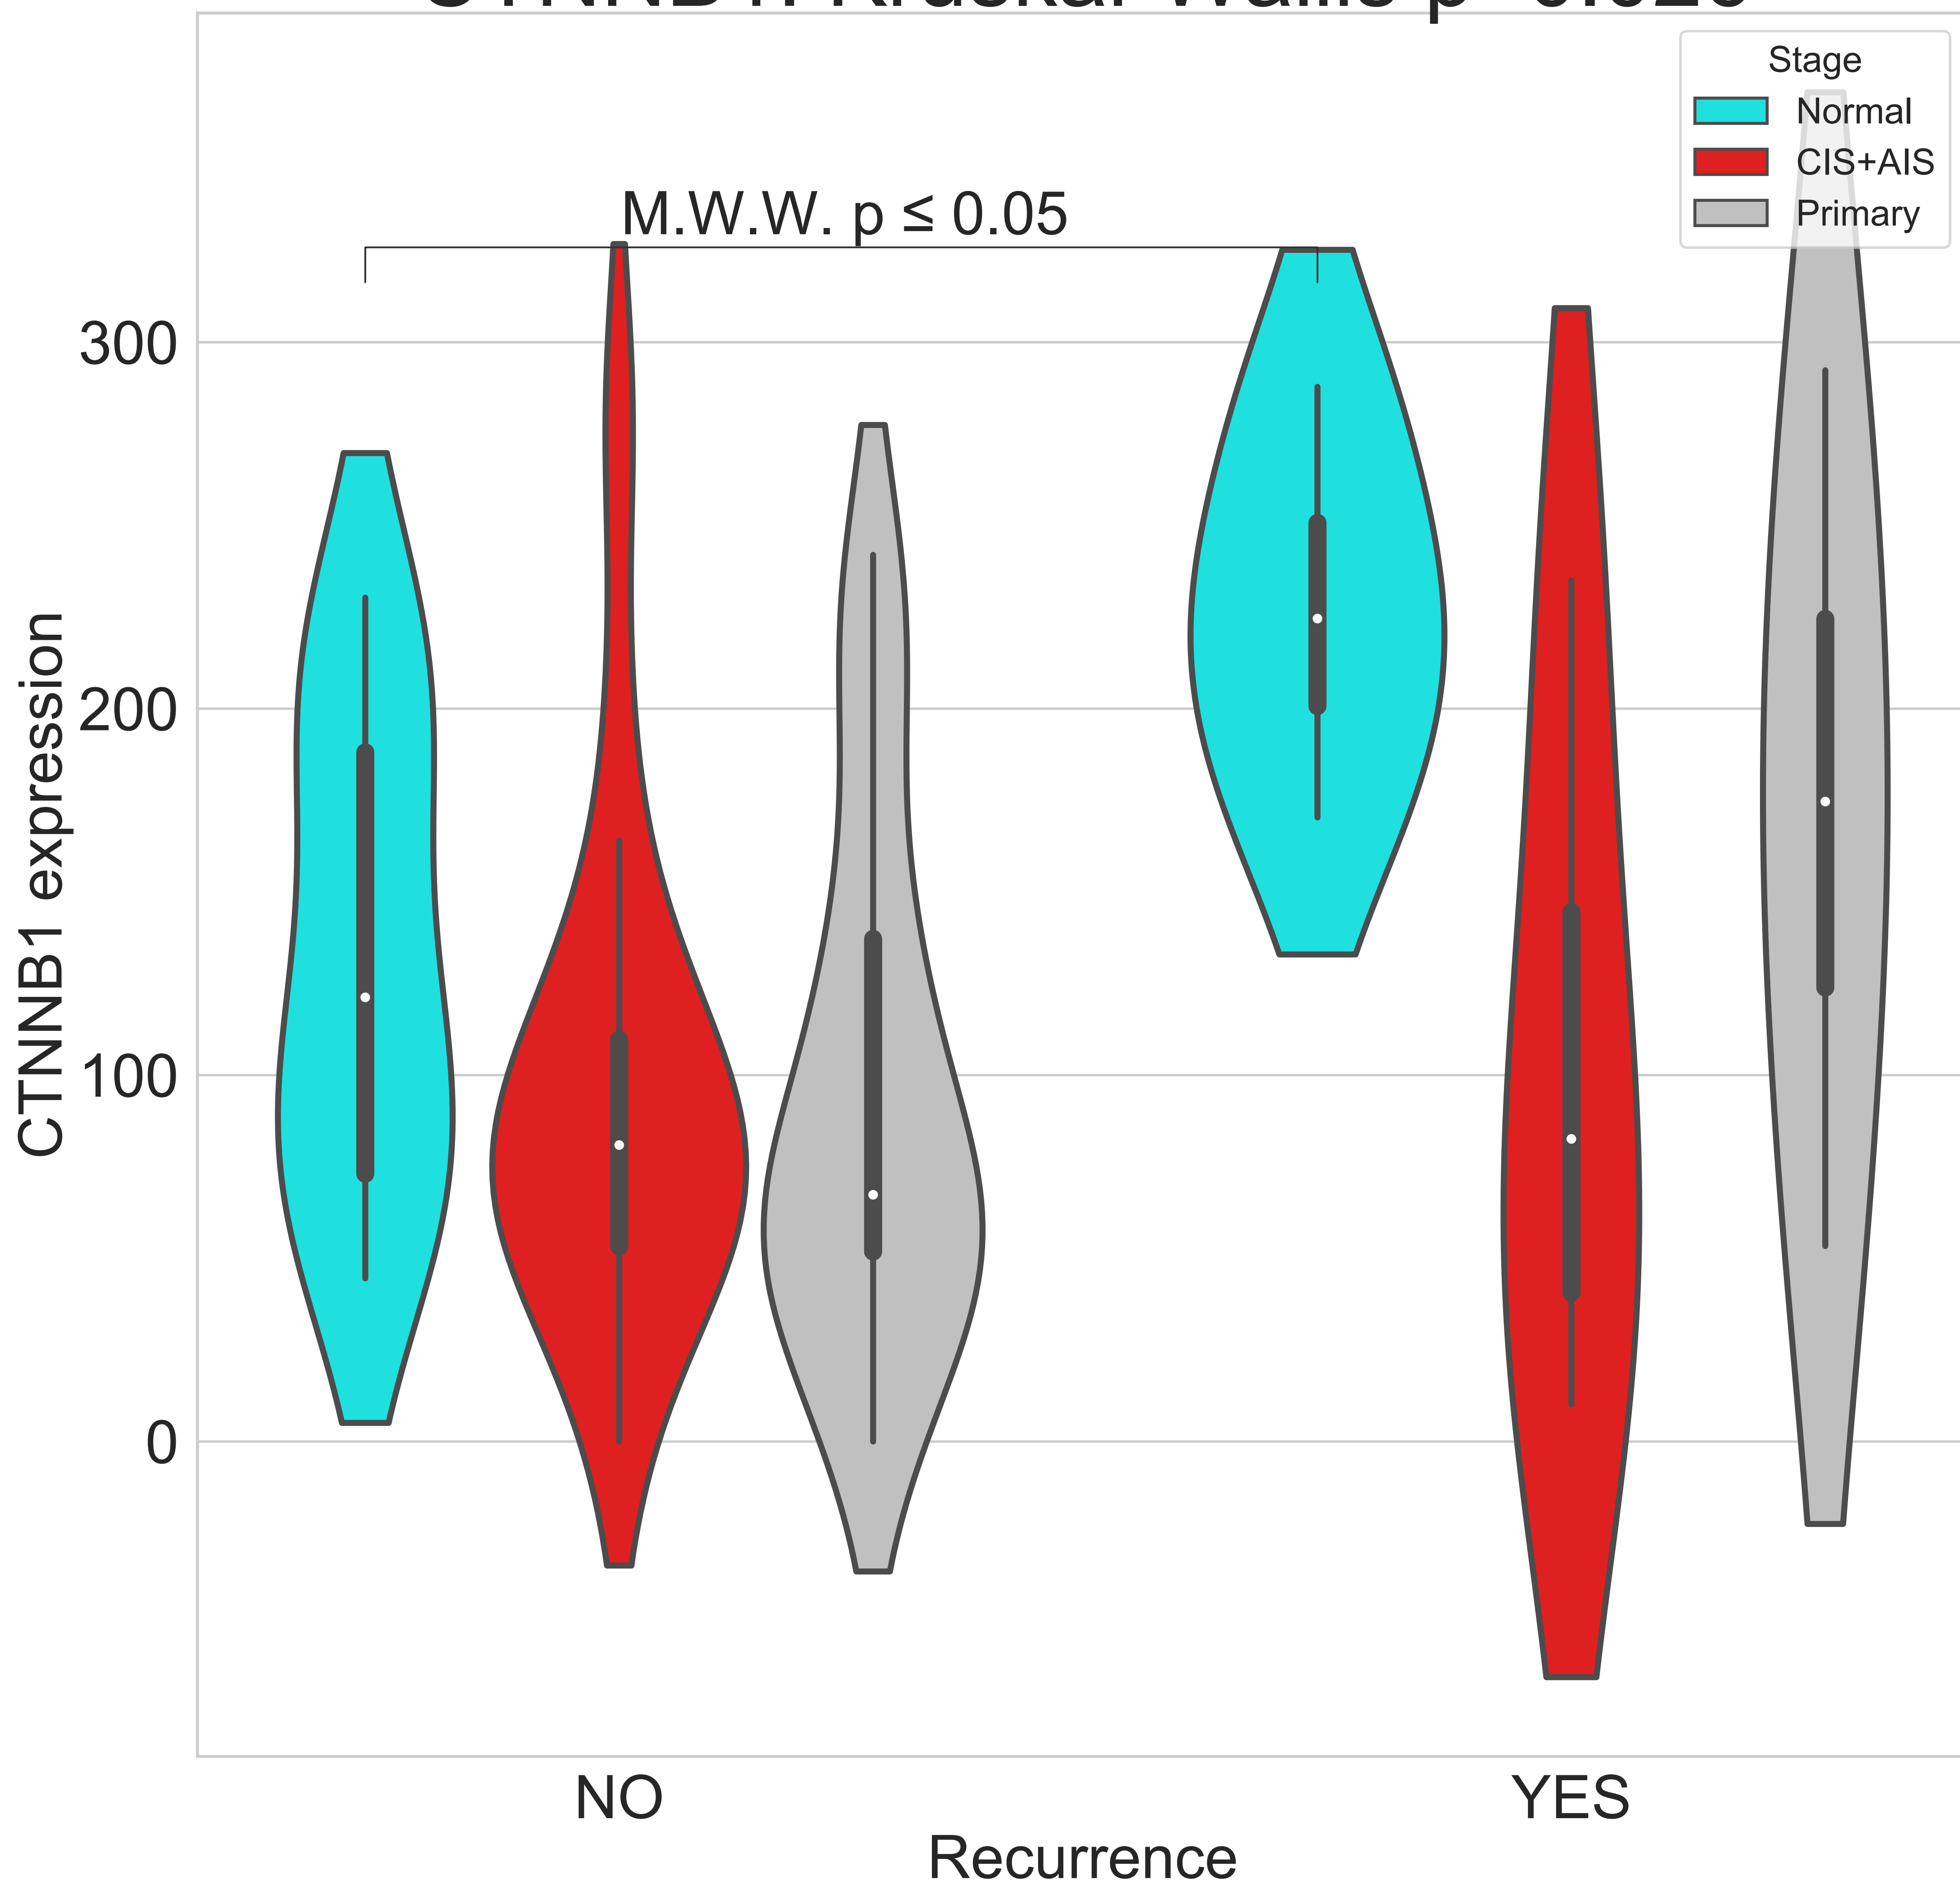 Stage
Normal
CIS+AIS
Primary
M.W.W. p ≤ 0.05
300
200
100
0
CTNNB1 expression
NO
YES
Recurrence